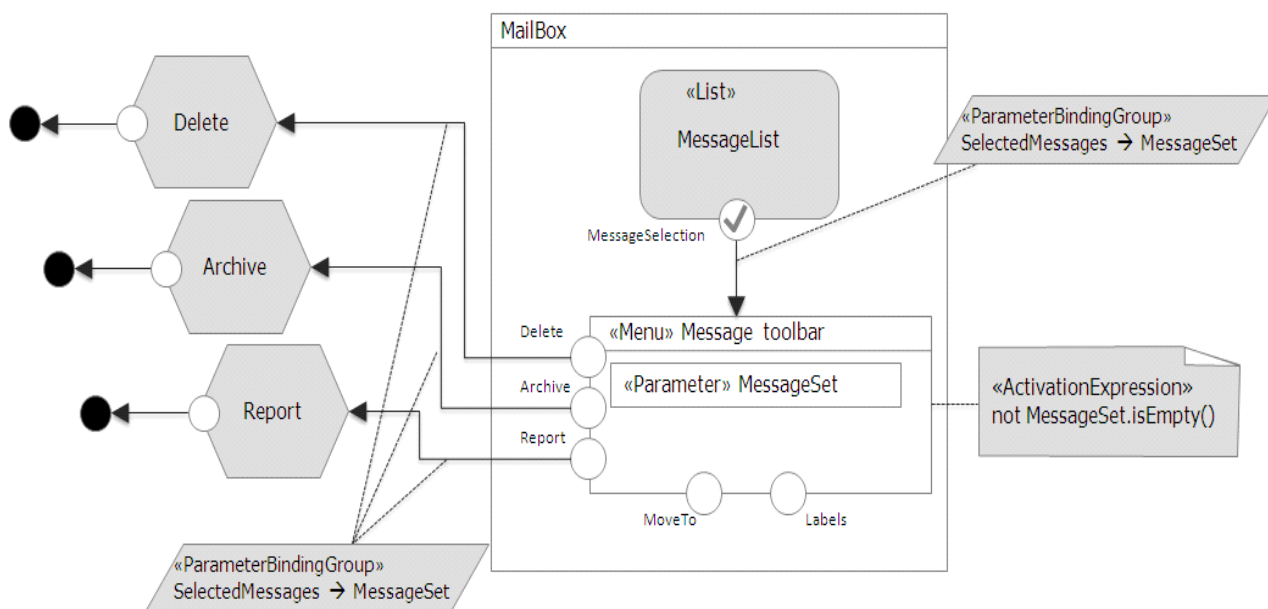 MailBox
«List»
MessageList
«ParameterBindingGroup»
SelectedMessages → MessageSet
Delete
MessageSelection
Archive
Delete
«Menu» Message toolbar
«Parameter» MessageSet
Archive
«ActivationExpression»
not MessageSet.isEmpty()
Report
Report
MoveTo
Labels
«ParameterBindingGroup»
SelectedMessages → MessageSet